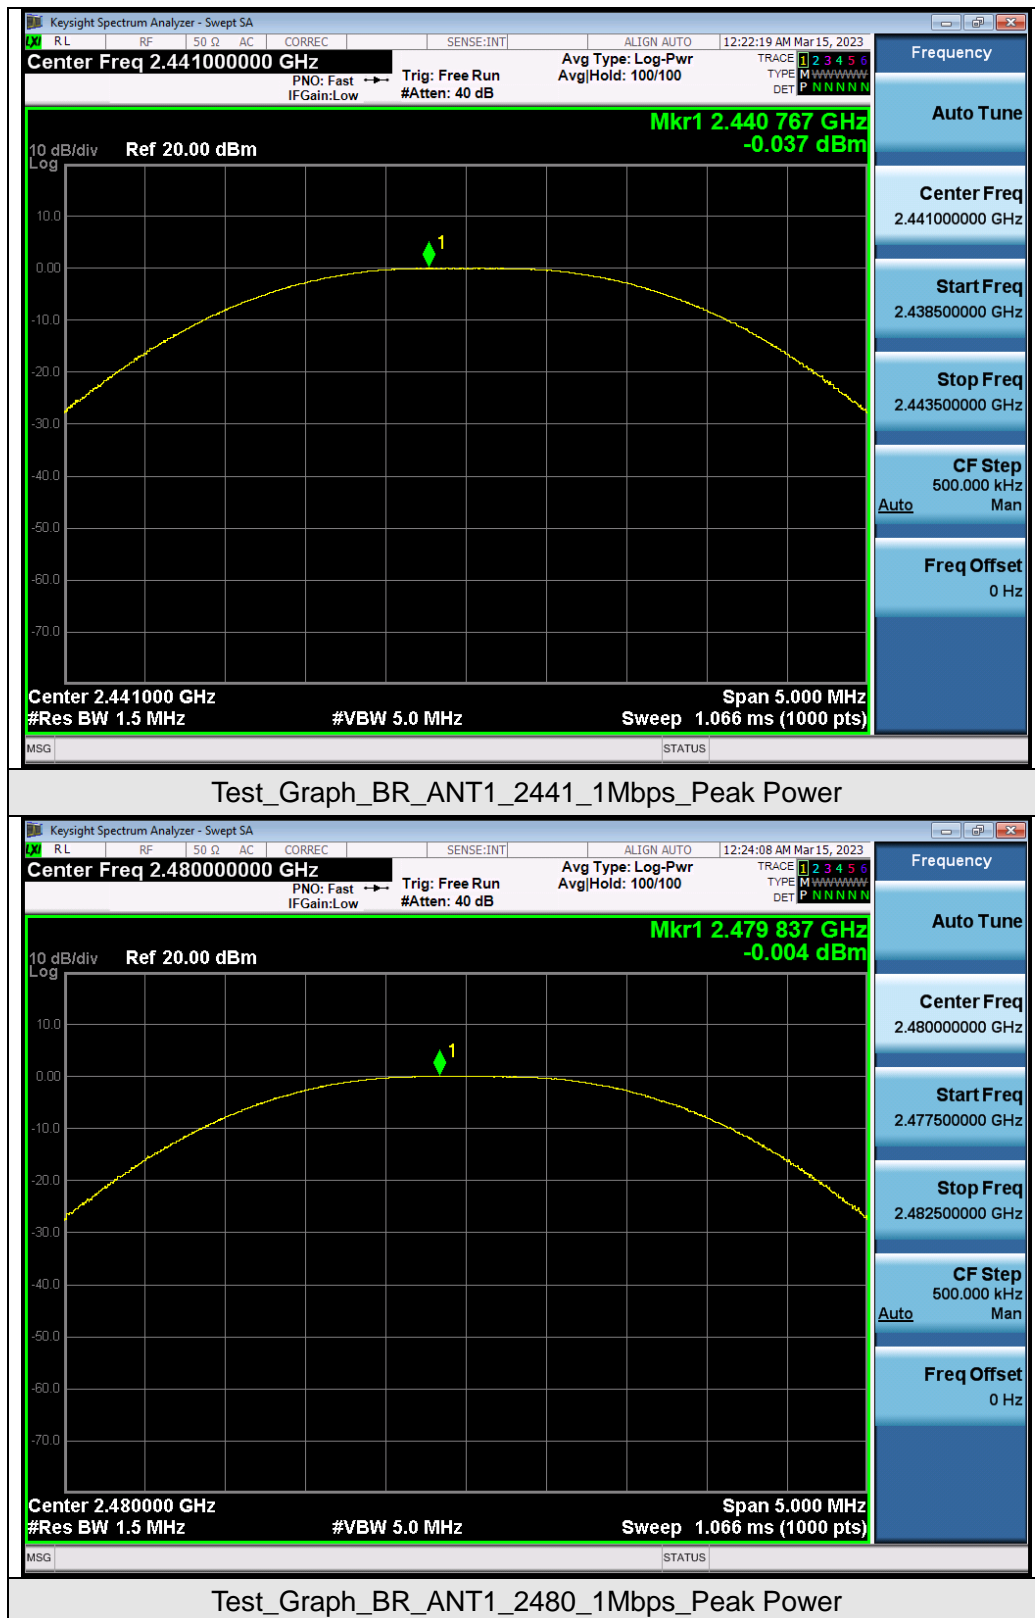 Keysight Spectrum Analyzer - Swept SA
LXI RL RF 50 Ω AC CORREC SENSE:INT ALIGN AUTO 12:22:19 AM Mar 15, 2023
Center Freq 2.441000000 GHz
PNO: Fast
IFGain:Low
Trig: Free Run
#Atten: 40 dB
Avg Type: Log-Pwr
Avg|Hold: 100/100
TRACE 1 2 3 4 5 6
TYPE M WWWWW
DET P N N N N N
Mkr1 2.440 767 GHz
-0.037 dBm
10 dB/div Ref 20.00 dBm
Log
10.0
1
0.00
-10.0
-20.0
-30.0
-40.0
-50.0
-60.0
-70.0
Center 2.441000 GHz Span 5.000 MHz
#Res BW 1.5 MHz #VBW 5.0 MHz Sweep 1.066 ms (1000 pts)
MSG STATUS
Frequency
Auto Tune
Center Freq
2.441000000 GHz
Start Freq
2.438500000 GHz
Stop Freq
2.443500000 GHz
CF Step
500.000 kHz
Auto Man
Freq Offset
0 Hz
Test_Graph_BR_ANT1_2441_1Mbps_Peak Power
Keysight Spectrum Analyzer - Swept SA
LXI RL RF 50 Ω AC CORREC SENSE:INT ALIGN AUTO 12:24:08 AM Mar 15, 2023
Center Freq 2.480000000 GHz
PNO: Fast
IFGain:Low
Trig: Free Run
#Atten: 40 dB
Avg Type: Log-Pwr
Avg|Hold: 100/100
TRACE 1 2 3 4 5 6
TYPE M WWWWW
DET P N N N N N
Mkr1 2.479 837 GHz
-0.004 dBm
10 dB/div Ref 20.00 dBm
Log
10.0
1
0.00
-10.0
-20.0
-30.0
-40.0
-50.0
-60.0
-70.0
Center 2.480000 GHz Span 5.000 MHz
#Res BW 1.5 MHz #VBW 5.0 MHz Sweep 1.066 ms (1000 pts)
MSG STATUS
Frequency
Auto Tune
Center Freq
2.480000000 GHz
Start Freq
2.477500000 GHz
Stop Freq
2.482500000 GHz
CF Step
500.000 kHz
Auto Man
Freq Offset
0 Hz
Test_Graph_BR_ANT1_2480_1Mbps_Peak Power